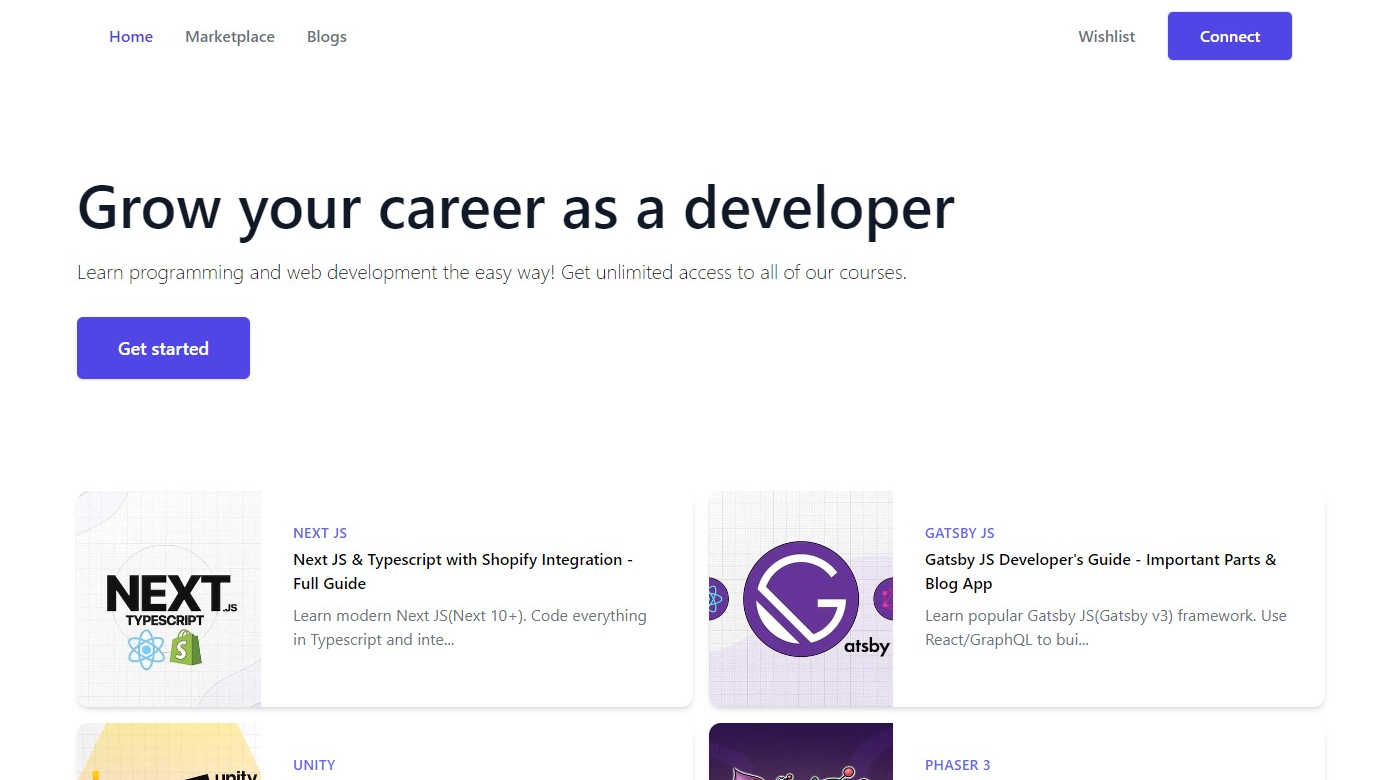 Home Marketplace Blogs Wishlist Connect
Grow your career as a developer
Learn programming and web development the easy way! Get unlimited access to all of our courses.
Get started
NEXT.JS
TYPESCRIPT
NEXT JS
Next JS & Typescript with Shopify Integration -
Full Guide
Learn modern Next JS(Next 10+). Code everything
in Typescript and inte...
atsby
GATSBY JS
Gatsby JS Developer's Guide - Important Parts &
Blog App
Learn popular Gatsby JS(Gatsby v3) framework. Use
React/GraphQL to bui...
unity
UNITY
PHASER 3